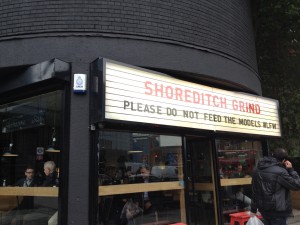 SHOREDITCH GRIND
PLEASE DO NOT FEED THE MODELS #LFW